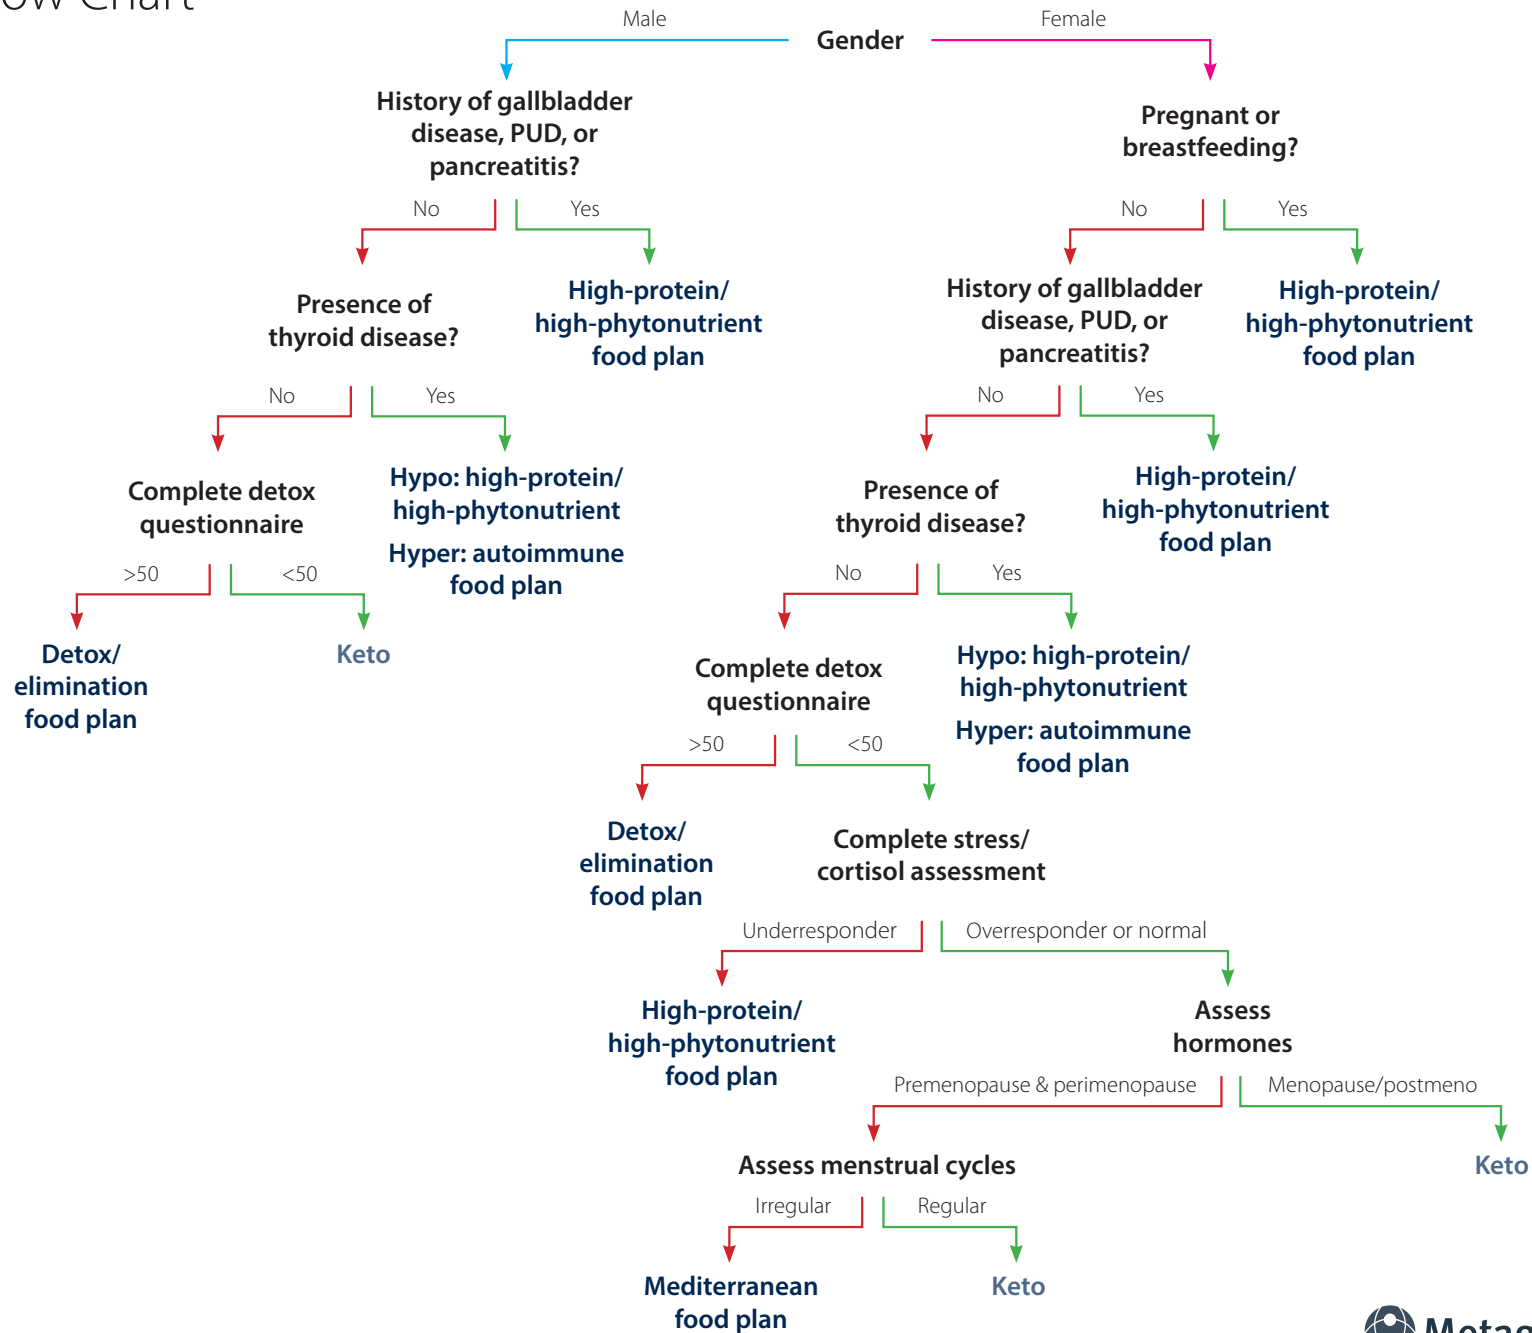 Chart
Male
Gender
Female
History of gallbladder
disease, PUD, or
pancreatitis?
Pregnant or
breastfeeding?
No
Yes
No
Yes
Presence of
thyroid disease?
High-protein/
high-phytonutrient
food plan
History of gallbladder
disease, PUD, or
pancreatitis?
High-protein/
high-phytonutrient
food plan
No
Yes
No
Yes
Complete detox
questionnaire
Hypo: high-protein/
high-phytonutrient
Hyper: autoimmune
food plan
Presence of
thyroid disease?
High-protein/
high-phytonutrient
food plan
>50
<50
No
Yes
Detox/
elimination
food plan
Keto
Complete detox
questionnaire
Hypo: high-protein/
high-phytonutrient
Hyper: autoimmune
food plan
>50
<50
Detox/
elimination
food plan
Complete stress/
cortisol assessment
Underresponder
Overresponder or normal
High-protein/
high-phytonutrient
food plan
Assess
hormones
Premenopause & perimenopause
Menopause/postmeno
Assess menstrual cycles
Keto
Irregular
Regular
Mediterranean
food plan
Keto